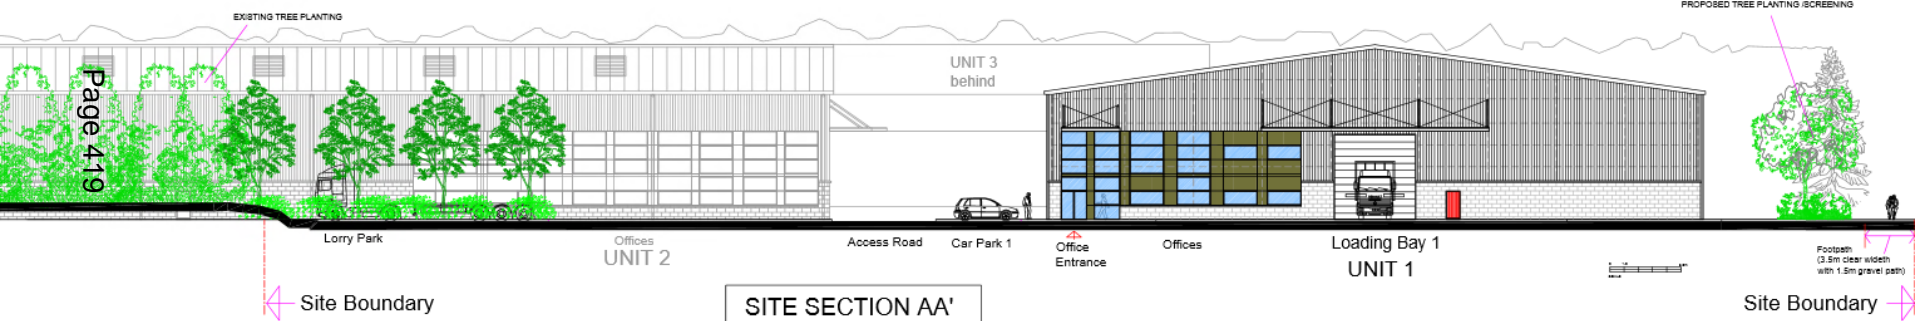 EXISTING TREE PLANTING
PROPOSED TREE PLANTING /SCREENING
UNIT 3
behind
Page 419
Lorry Park
Offices
UNIT 2
Access Road
Car Park 1
Office
Entrance
Offices
Loading Bay 1
UNIT 1
Footpath
(3.5m clear wideth
with 1.5m gravel path)
Site Boundary
SITE SECTION AA'
Site Boundary